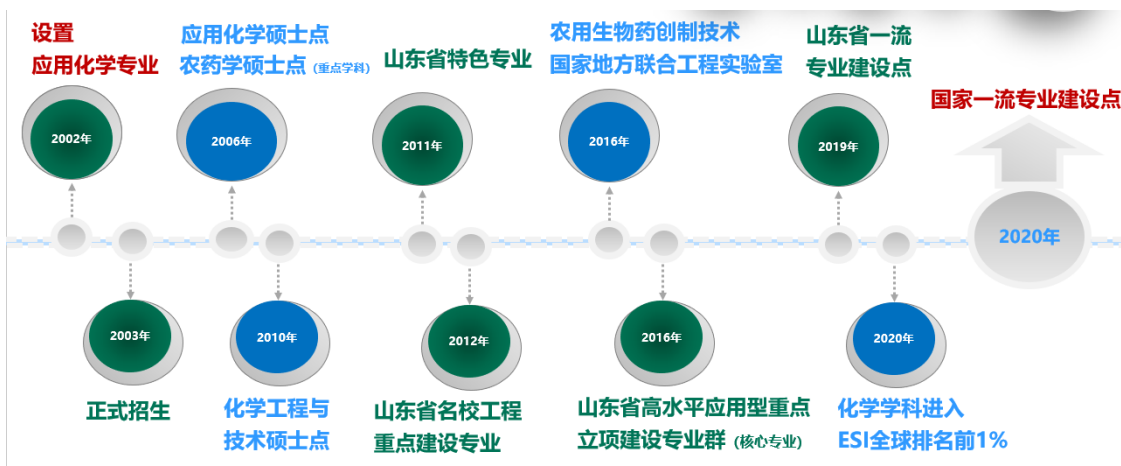 设置
应用化学专业
应用化学硕士点
农药学硕士点 (重点学科)
山东省特色专业
农用生物药创制技术
国家地方联合工程实验室
山东省一流
专业建设点
国家一流专业建设点
2002年
2006年
2011年
2016年
2019年
2020年
2003年
2010年
2012年
2016年
2020年
正式招生
化学工程与
技术硕士点
山东省名校工程
重点建设专业
山东省高水平应用型重点
立项建设专业群 (核心专业)
化学学科进入
ESI全球排名前1%